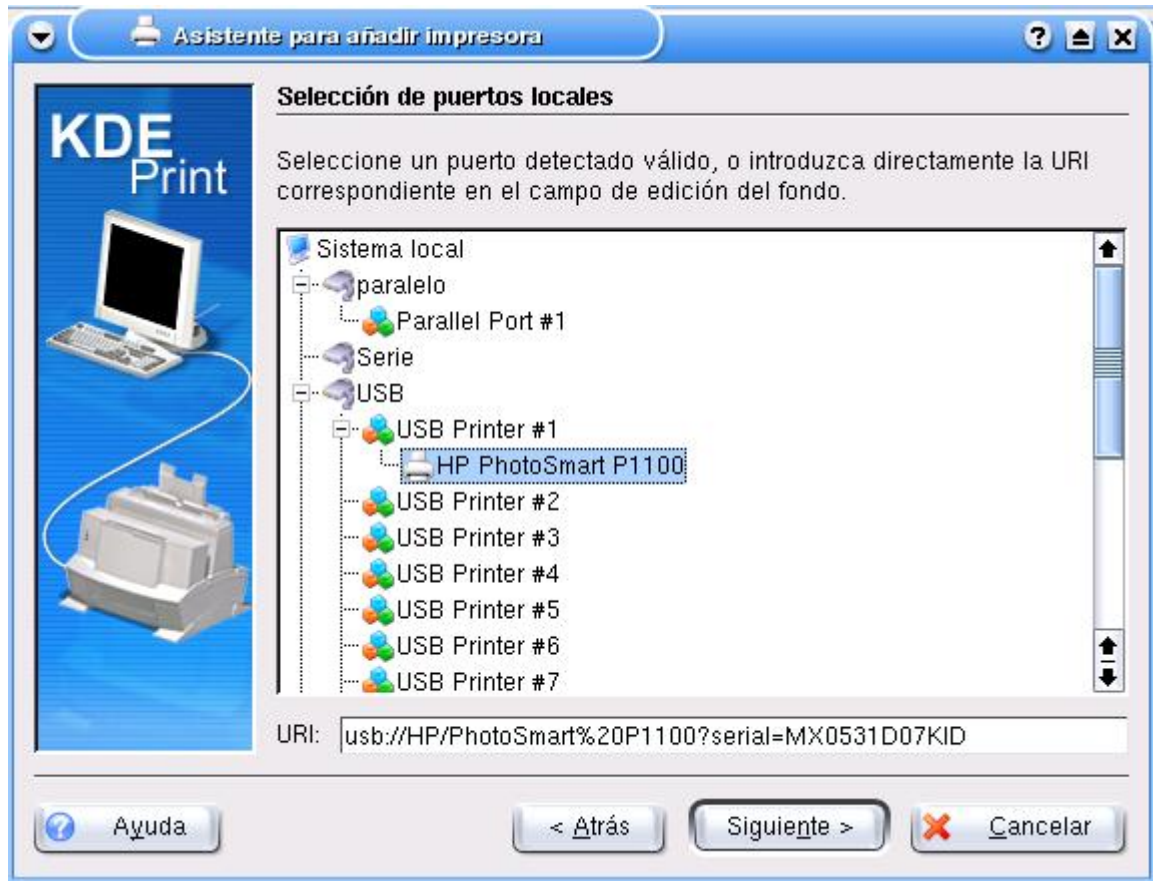 Asistente para añadir impresora
KDE
Print
Selección de puertos locales
Seleccione un puerto detectado válido, o introduzca directamente la URI
correspondiente en el campo de edición del fondo.
Sistema local
paralelo
Parallel Port #1
Serie
USB
USB Printer #1
HP PhotoSmart P1100
USB Printer #2
USB Printer #3
USB Printer #4
USB Printer #5
USB Printer #6
USB Printer #7
URI: usb://HP/PhotoSmart%20P1100?serial=MX0531D07KID
Ayuda < Atrás Siguiente > Cancelar